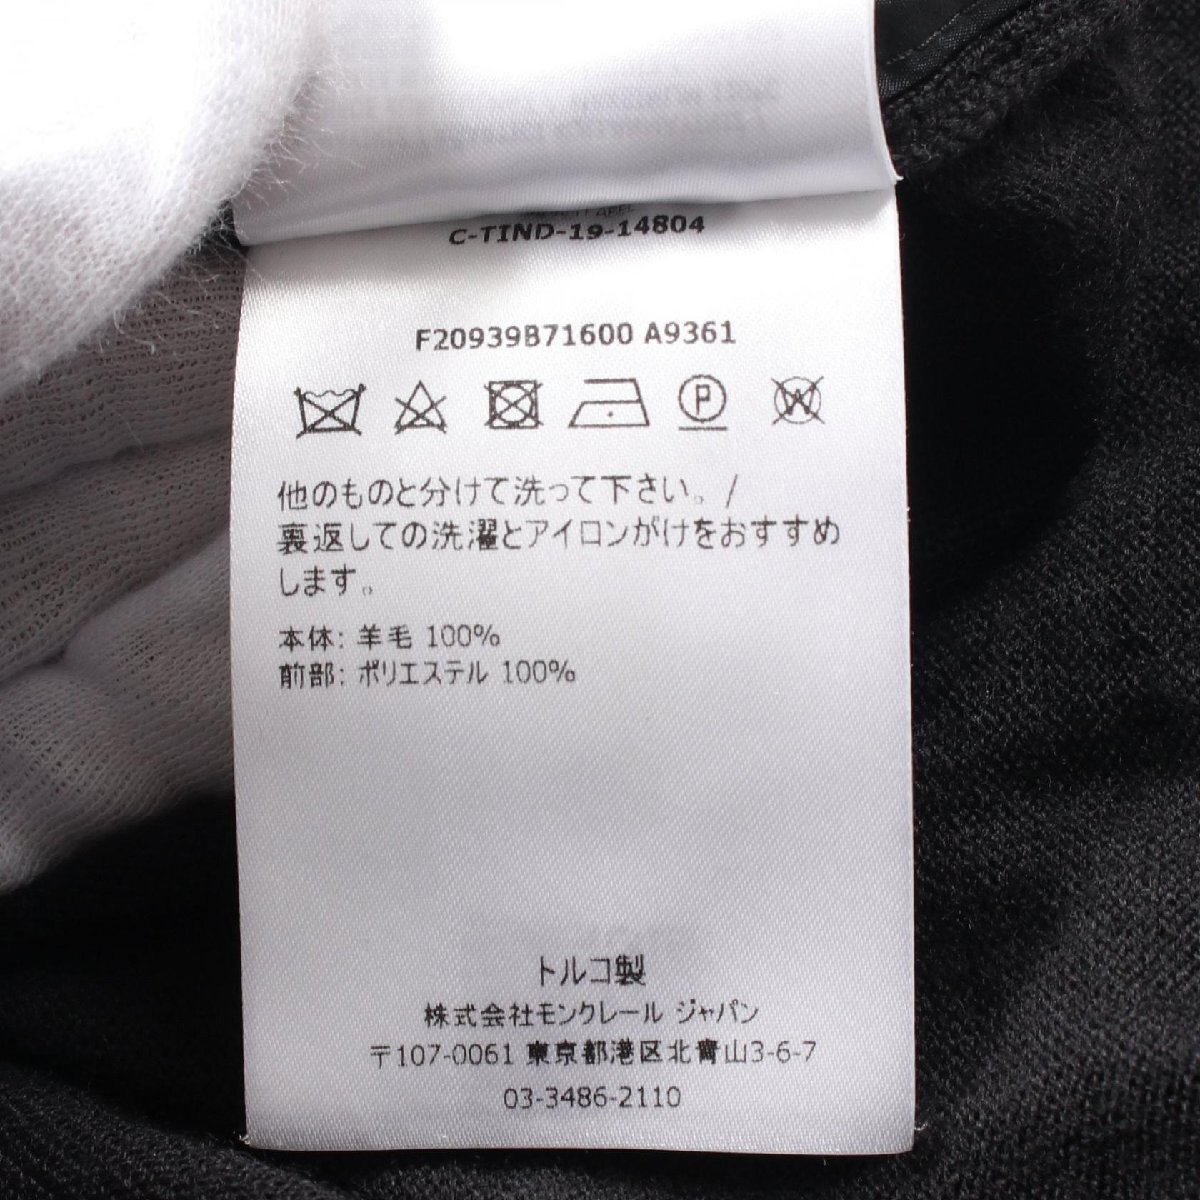 C-TIND-19-14804
F20939B71600 A9361
P W
他のものと分けて洗って下さい。/
裏返しての洗濯とアイロンがけをおすすめ
します。
本体: 羊毛 100%
前部: ポリエステル 100%
トルコ製
株式会社モンクレール ジャパン
〒107-0061 東京都港区北青山3-6-7
03-3486-2110